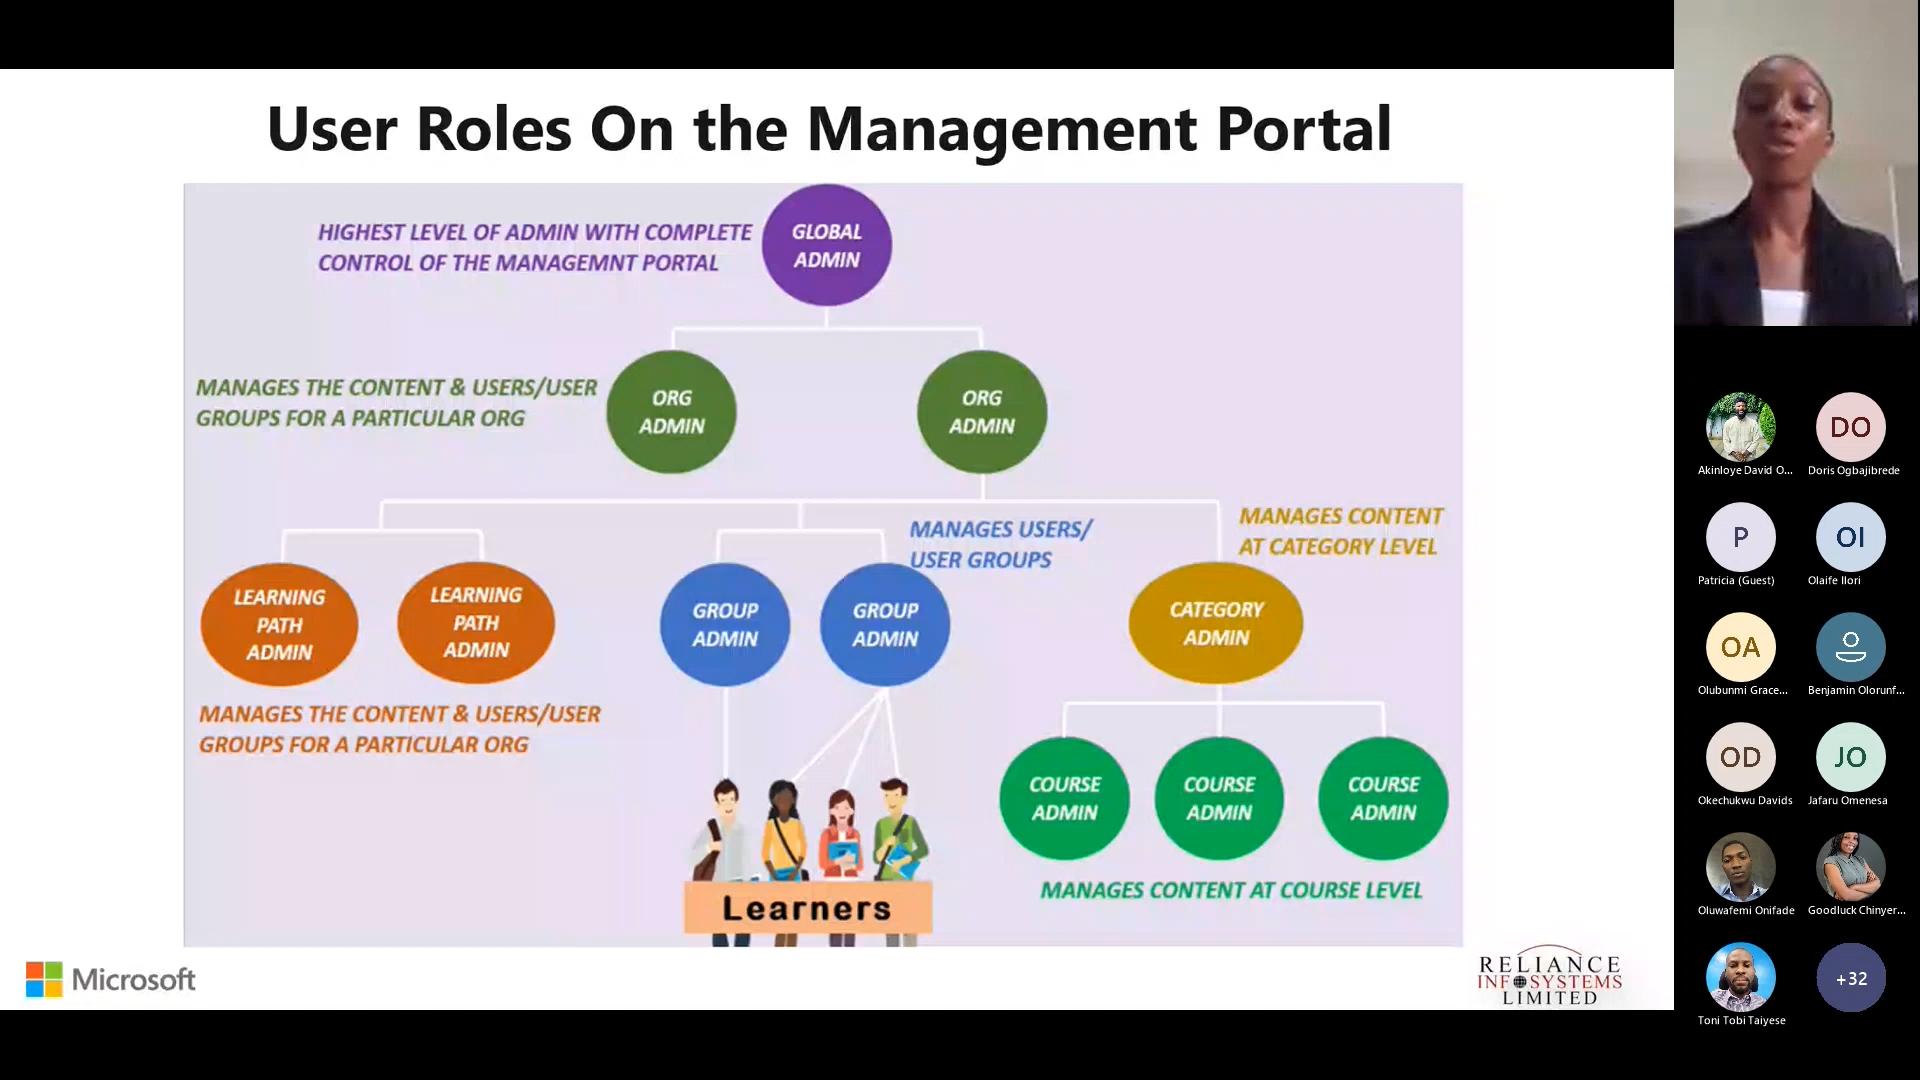 User Roles On the Management Portal
HIGHEST LEVEL OF ADMIN WITH COMPLETE
CONTROL OF THE MANAGEMNT PORTAL
GLOBAL
ADMIN
MANAGES THE CONTENT & USERS/USER
GROUPS FOR A PARTICULAR ORG
ORG
ADMIN
ORG
ADMIN
MANAGES USERS/
USER GROUPS
MANAGES CONTENT
AT CATEGORY LEVEL
LEARNING
PATH
ADMIN
LEARNING
PATH
ADMIN
GROUP
ADMIN
GROUP
ADMIN
CATEGORY
ADMIN
MANAGES THE CONTENT & USERS/USER
GROUPS FOR A PARTICULAR ORG
COURSE
ADMIN
COURSE
ADMIN
COURSE
ADMIN
MANAGES CONTENT AT COURSE LEVEL
Learners
Microsoft
RELIANCE
INFOSYSTEMS
LIMITED
Akinloye David O...
DO
Doris Ogbajibrede
P
Patricia (Guest)
OI
Olaife Ilori
OA
Olubunmi Grace...
Benjamin Olorunf...
OD
Okechukwu Davids
JO
Jafaru Omenesa
Oluwafemi Onifade
Goodluck Chinyer...
Toni Tobi Taiyese
+32